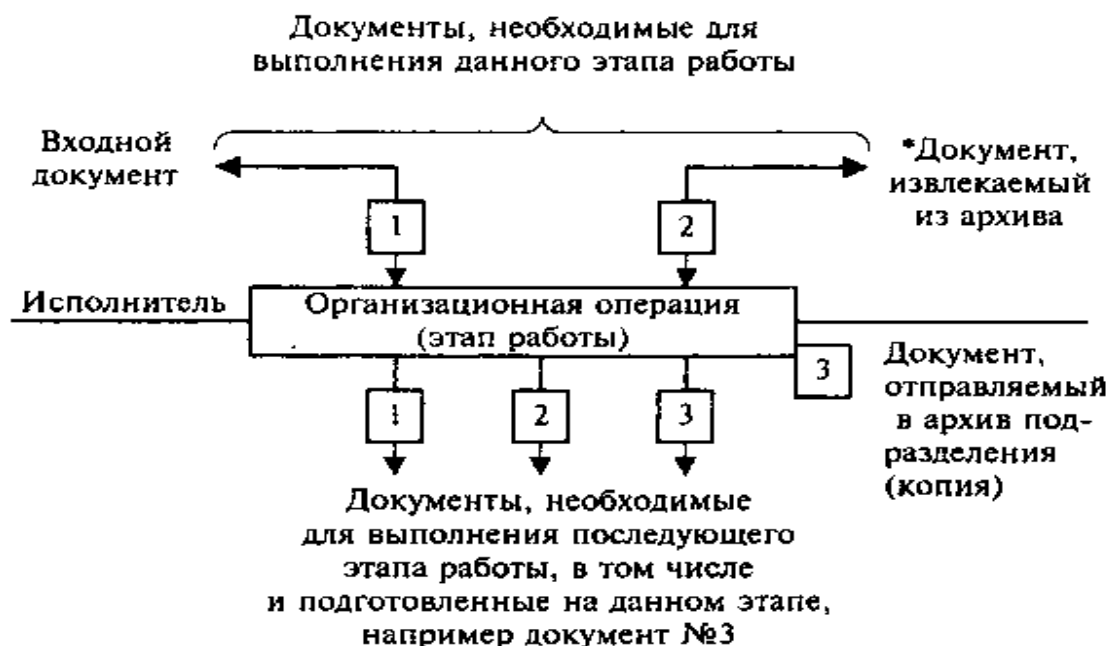 Документы, необходимые для
выполнения данного этапа работы
Входной
документ
*Документ,
извлекаемый
из архива
1
2
Исполнитель
Организационная операция
(этап работы)
3
Документ,
отправляемый
в архив под-
разделения
(копия)
1
2
3
Документы, необходимые
для выполнения последующего
этапа работы, в том числе
и подготовленные на данном этапе,
например документ №3